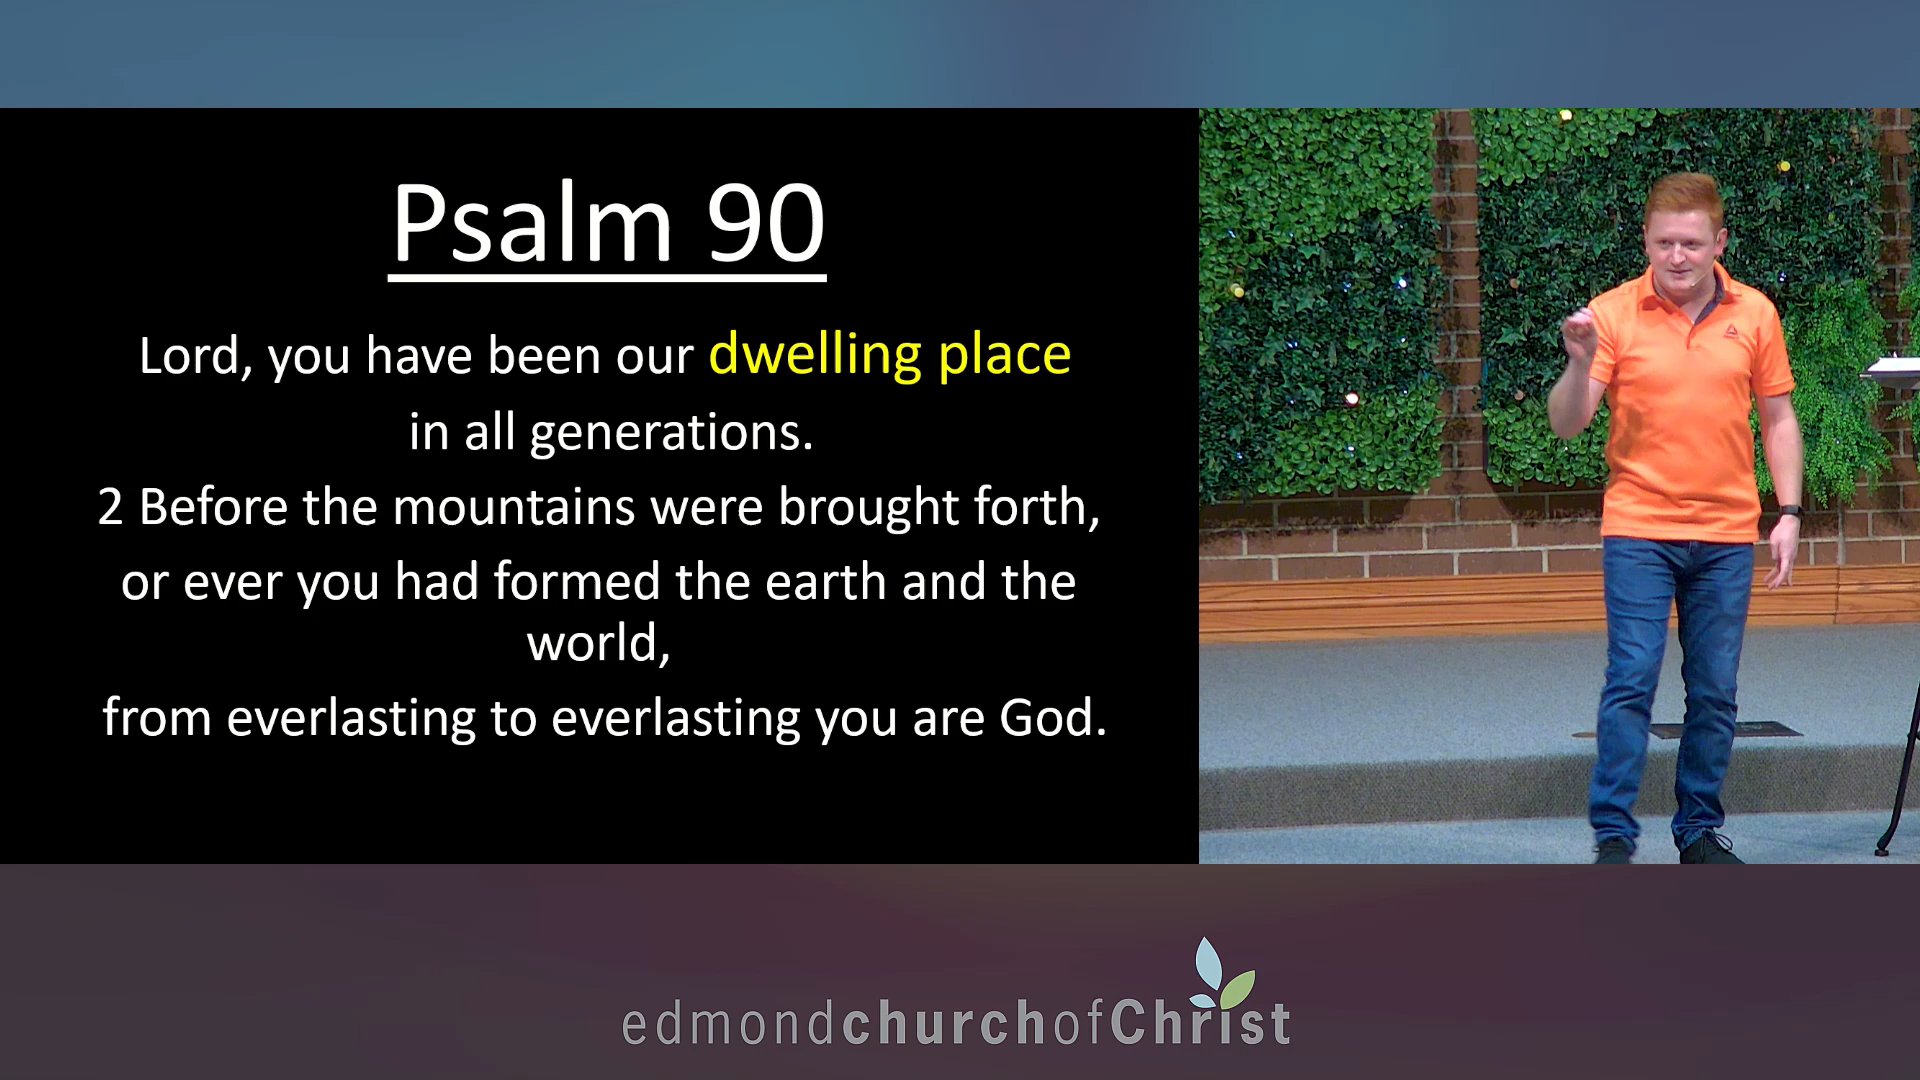 Psalm 90
Lord, you have been our dwelling place
in all generations.
2 Before the mountains were brought forth,
or ever you had formed the earth and the
world,
from everlasting to everlasting you are God.
edmondchurchofChrist